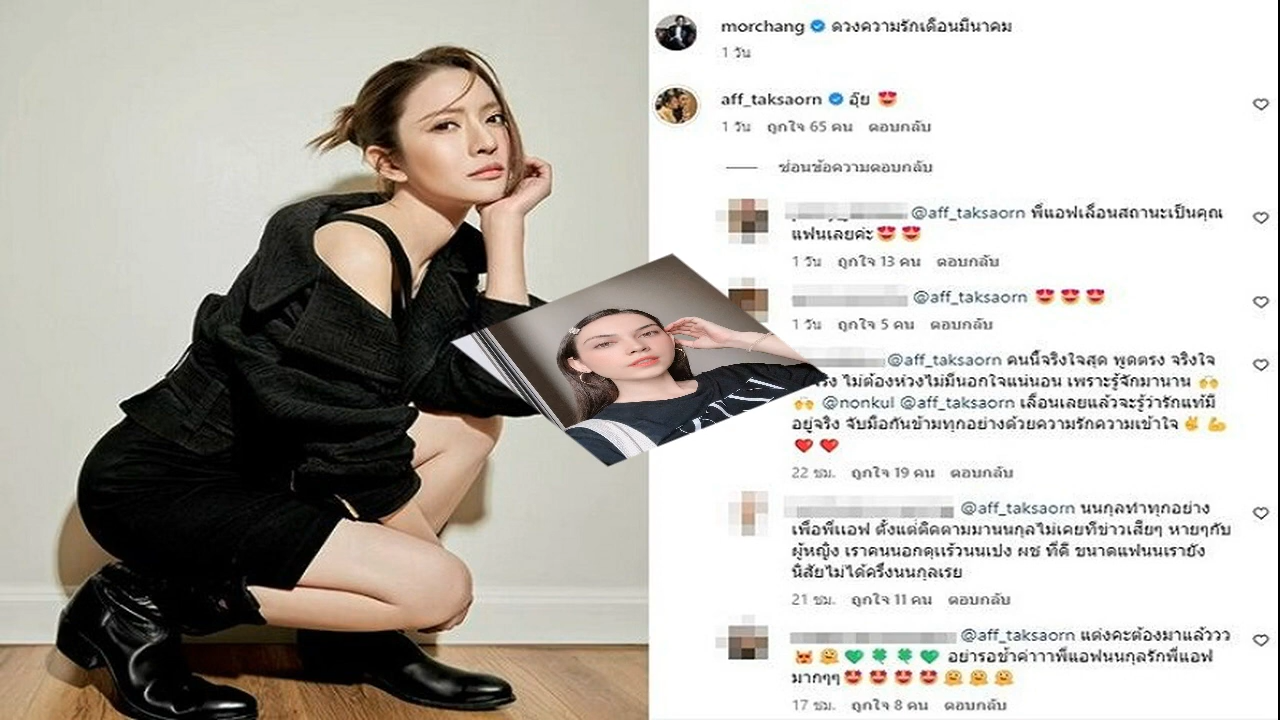 morchang ดวงความรักเดือนมีนาคม
1 วัน
aff_taksaorn อุ๊ย 😍
1 วัน ถูกใจ 65 คน ตอบกลับ
ซ่อนข้อความตอบกลับ
@aff_taksaorn พี่แอฟเลื่อนสถานะเป็นคุณ
แฟนเลยค่ะ😍 😍
1 วัน ถูกใจ 13 คน ตอบกลับ
@aff_taksaorn 😍 😍 😍
1 วัน ถูกใจ 5 คน ตอบกลับ
@aff_taksaorn คนนี้จริงใจสุด พูดตรง จริงใจ
ไม่ต้องห่วงไม่มีนอกใจแน่นอน เพราะรู้จักมานาน 🙌
🙌 @nonkul @aff_taksaorn เลื่อนเลยแล้วจะรู้ว่ารักแท้มี
อยู่จริง จับมือกันข้ามทุกอย่างด้วยความรักความเข้าใจ ✌️ 💪
❤️ ❤️
22 ชม. ถูกใจ 19 คน ตอบกลับ
@aff_taksaorn นนกุลทำทุกอย่าง
เพื่อพี่แอฟ ตั้งแต่ติดตามมานนกุลไม่เคยที่ข่าวเสียๆ หายๆกับ
ผู้หญิง เราคนนอกดูเเร้วนนเปง ผช ที่ดี ขนาดแฟนนเรายัง
นิสัยไม่ได้ครึ่งนนกุลเรย
21 ชม. ถูกใจ 11 คน ตอบกลับ
@aff_taksaorn แต่งคะต้องมาแล้ววว
😻 🤗 💚 🍀 🍀 💚 อย่ารอช้าค่าาาพี่แอฟนนกุลรักพี่แอฟ
มากๆๆ😍 😍 😍 😍 🤗 🤗 🤗
17 ชม. ถูกใจ 8 คน ตอบกลับ